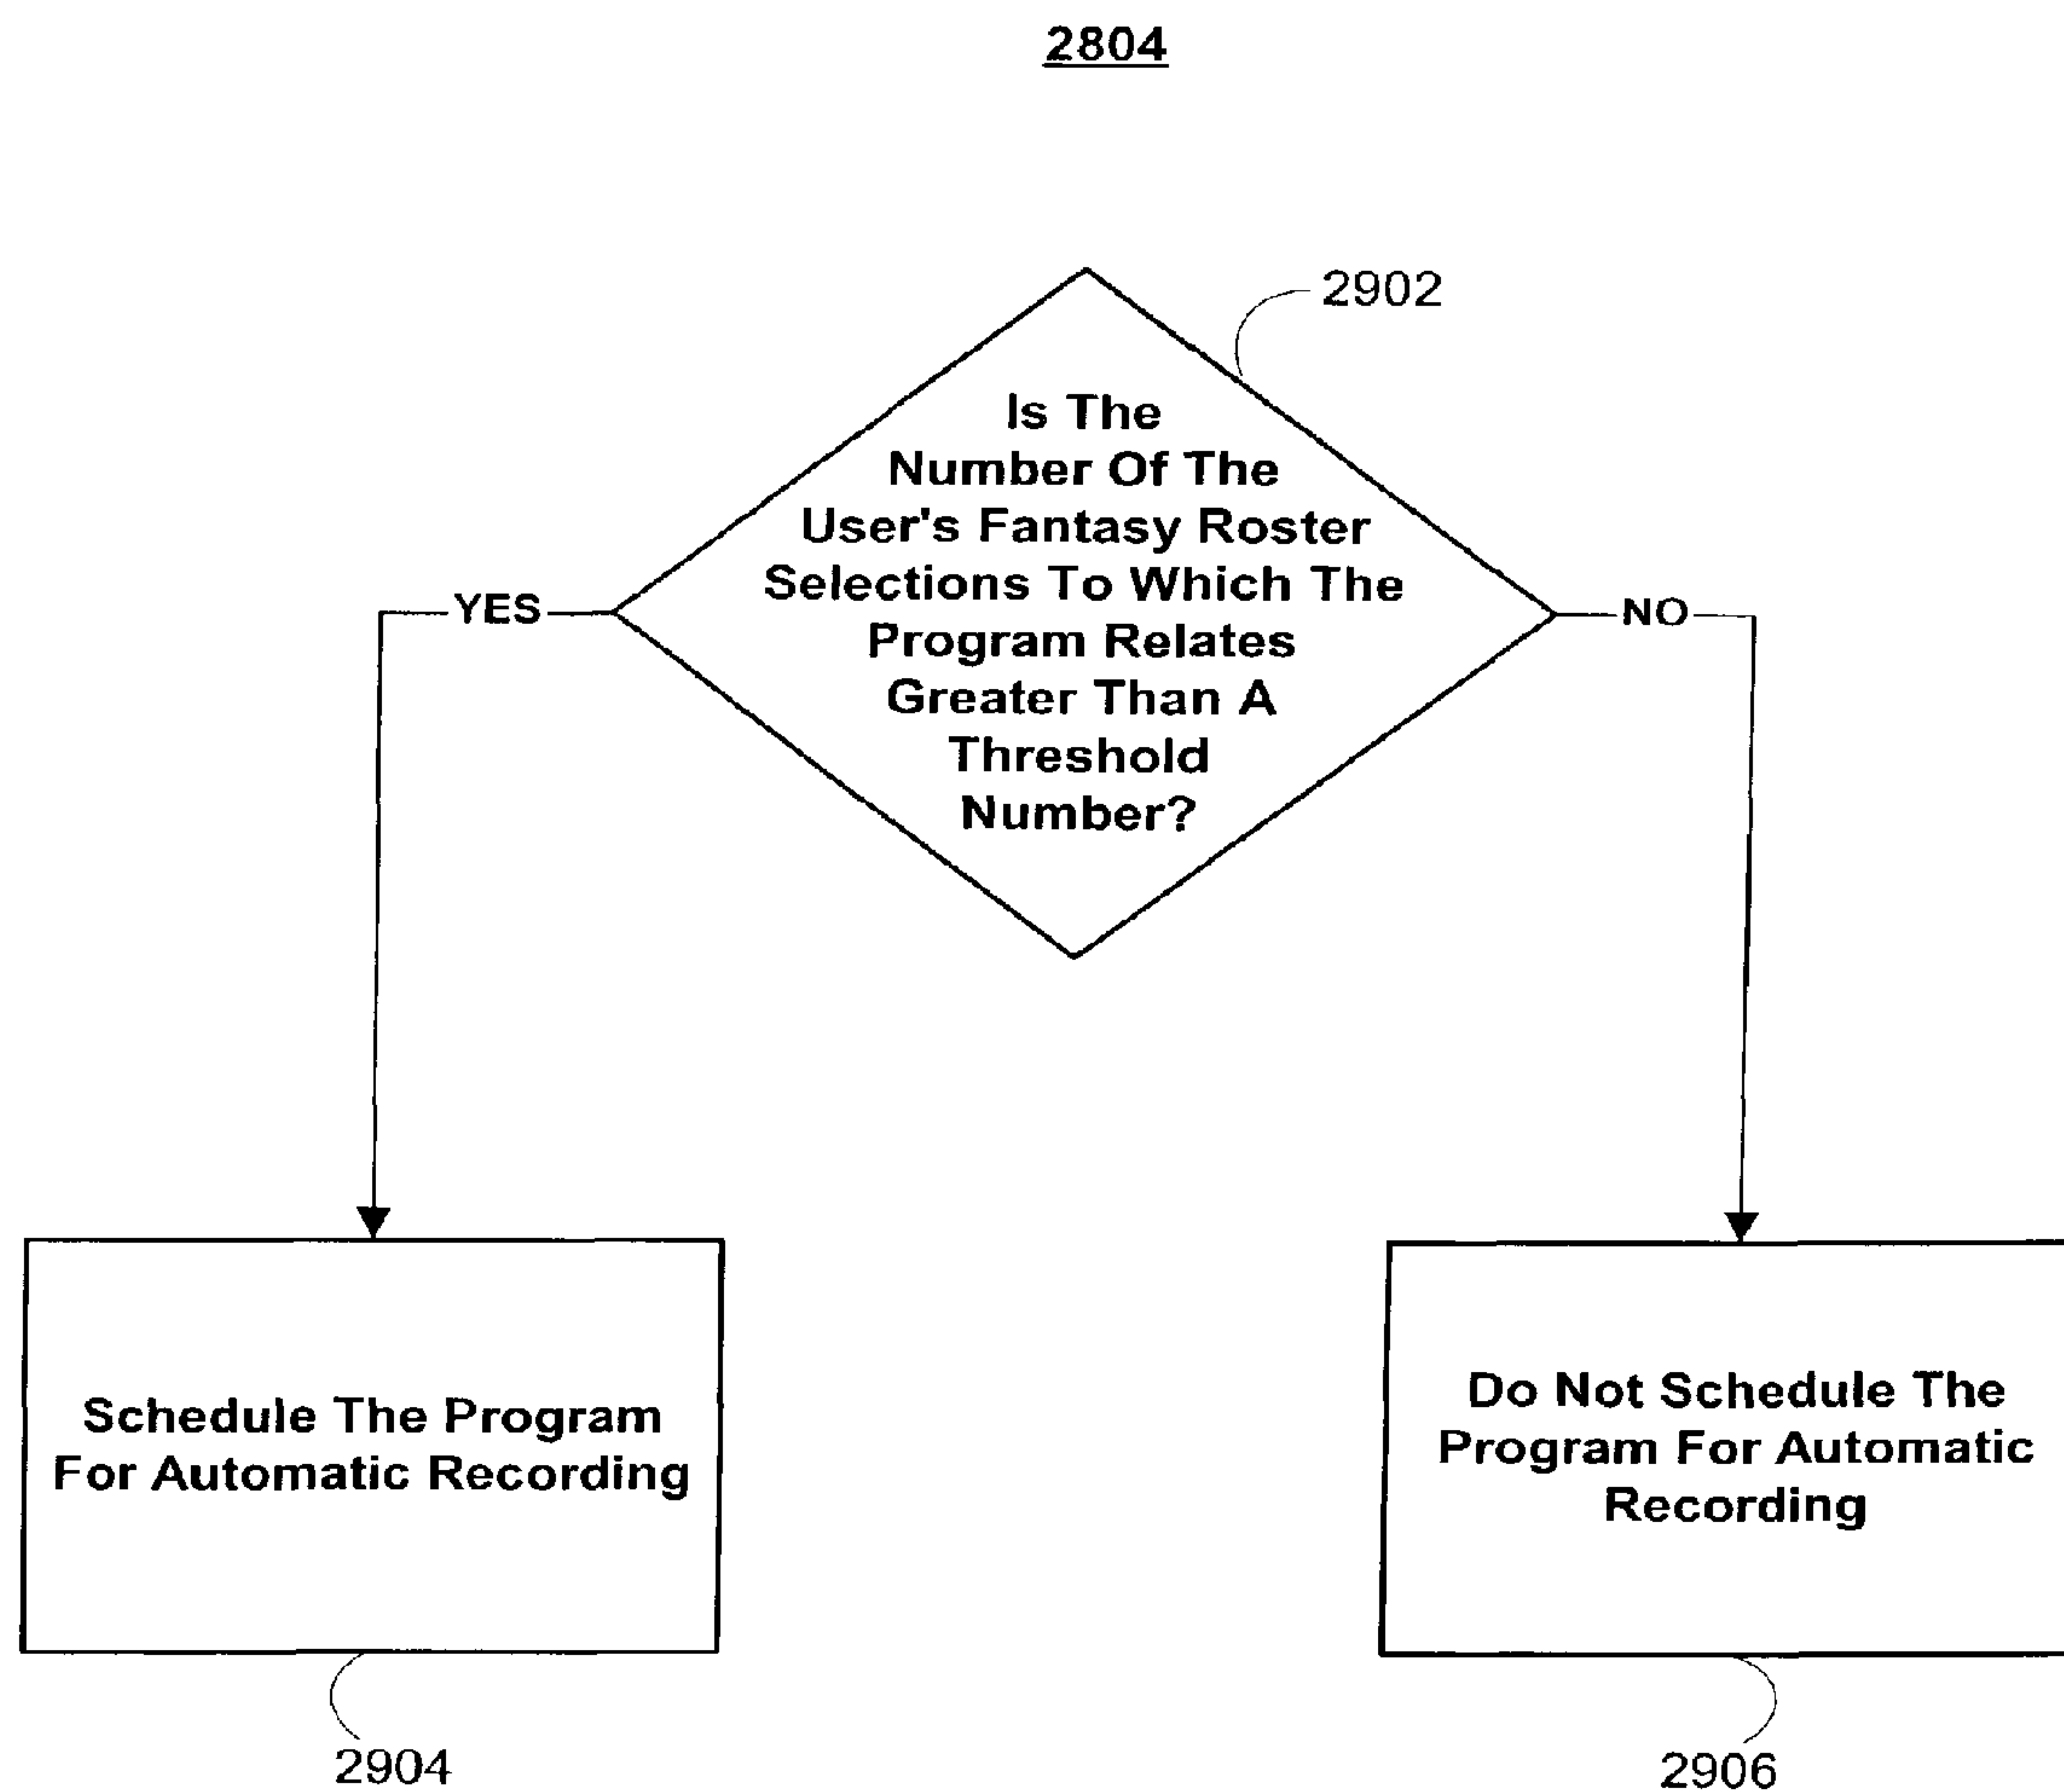 2804
2902
Is The
Number Of The
User's Fantasy Roster
Selections To Which The
Program Relates
Greater Than A
Threshold
Number?
YES
NO
Schedule The Program
For Automatic Recording
Do Not Schedule The
Program For Automatic
Recording
2904
2906